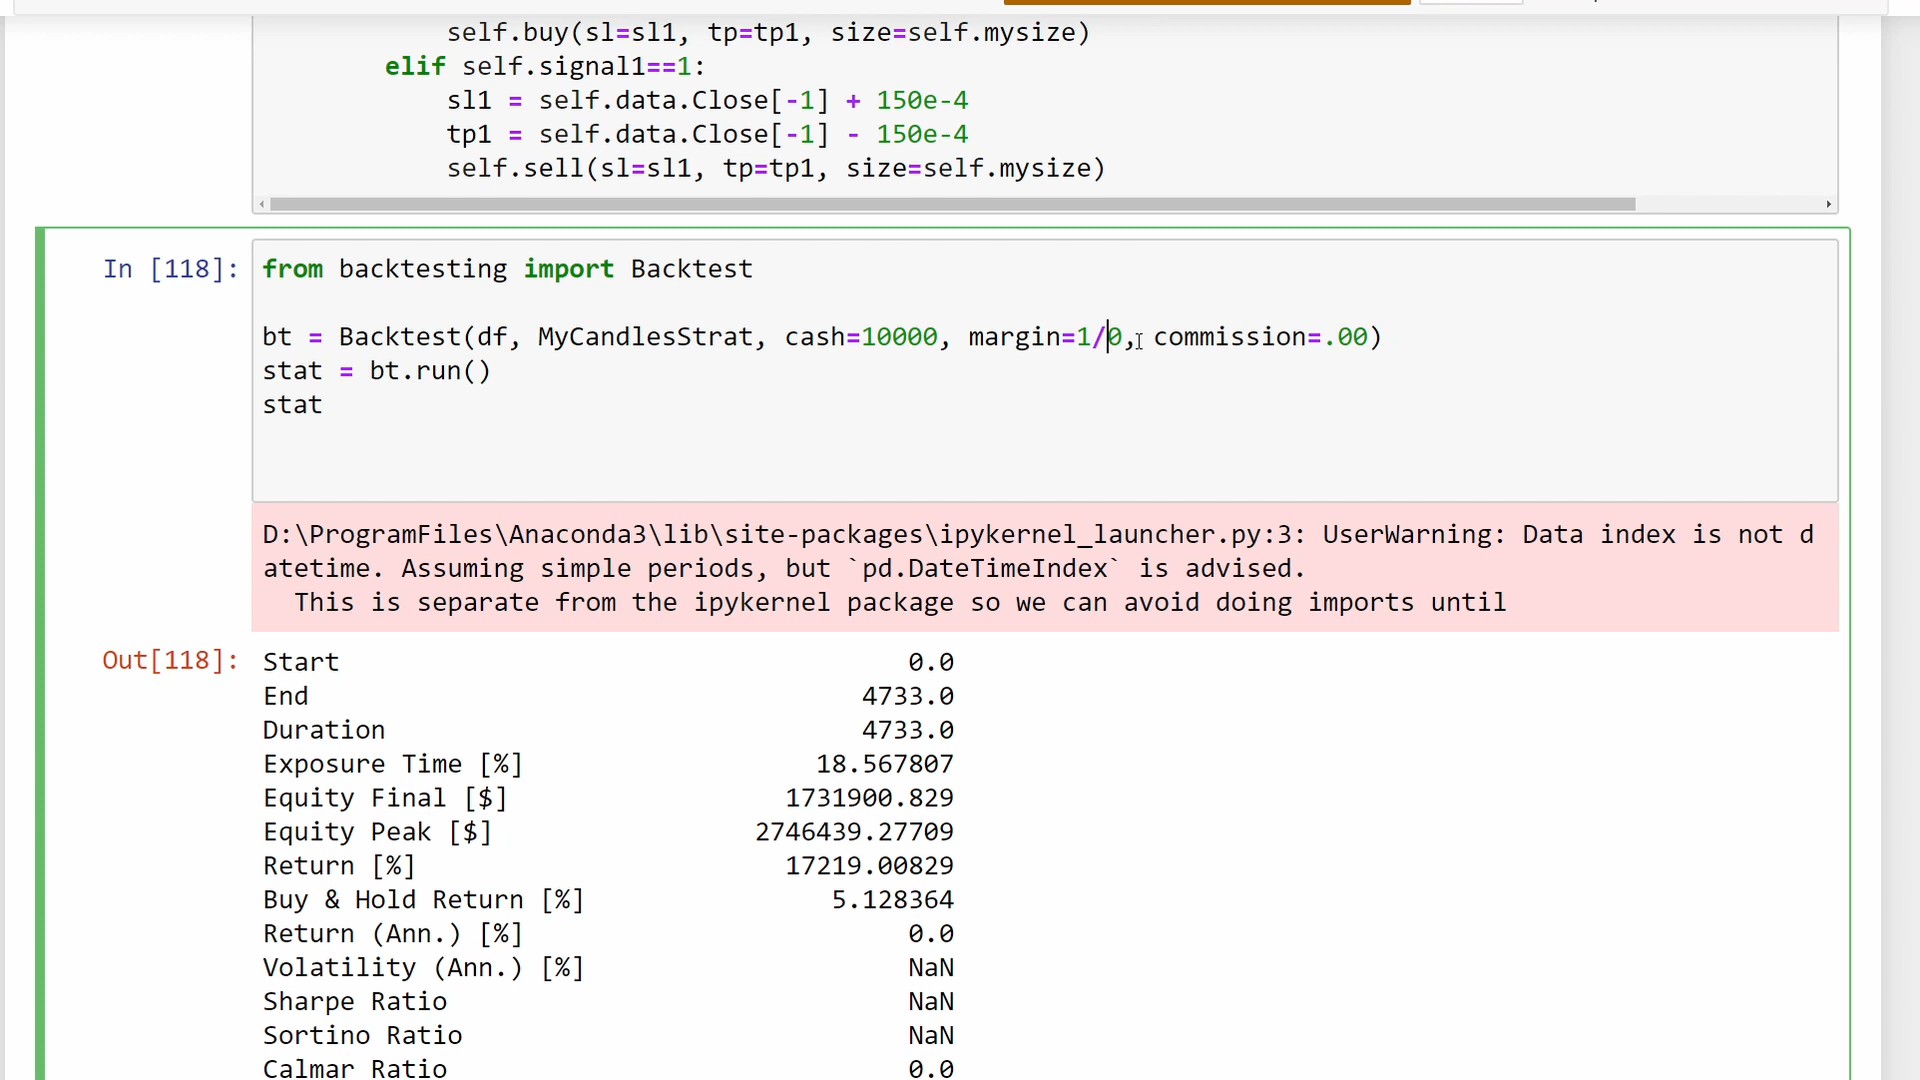 self.buy(sl=sl1, tp=tp1, size=self.mysize)
elif self.signal1==1:
sl1 = self.data.Close[-1] + 150e-4
tp1 = self.data.Close[-1] - 150e-4
self.sell(sl=sl1, tp=tp1, size=self.mysize)
In [118]:
from backtesting import Backtest
bt = Backtest(df, MyCandlesStrat, cash=10000, margin=1/0, commission=.00)
stat = bt.run()
stat
D:\ProgramFiles\Anaconda3\lib\site-packages\ipykernel_launcher.py:3: UserWarning: Data index is not d
atetime. Assuming simple periods, but `pd.DateTimeIndex` is advised.
This is separate from the ipykernel package so we can avoid doing imports until
Out[118]:
Start 0.0
End 4733.0
Duration 4733.0
Exposure Time [%] 18.567807
Equity Final [$] 1731900.829
Equity Peak [$] 2746439.27709
Return [%] 17219.00829
Buy & Hold Return [%] 5.128364
Return (Ann.) [%] 0.0
Volatility (Ann.) [%] NaN
Sharpe Ratio NaN
Sortino Ratio NaN
Calmar Ratio 0.0